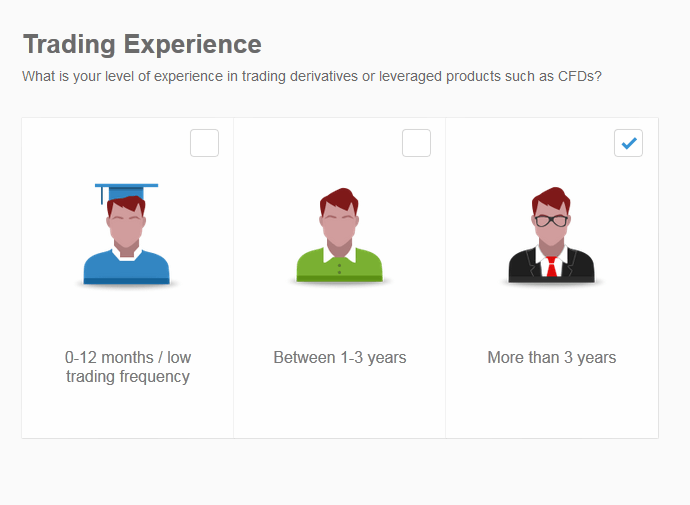 Trading Experience
What is your level of experience in trading derivatives or leveraged products such as CFDs?
0-12 months / low
trading frequency
Between 1-3 years
More than 3 years